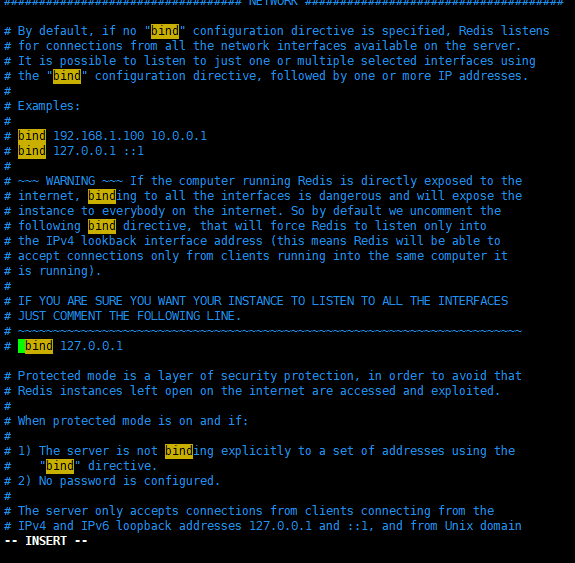 ################################## NETWORK #####################################
# By default, if no "bind" configuration directive is specified, Redis listens
# for connections from all the network interfaces available on the server.
# It is possible to listen to just one or multiple selected interfaces using
# the "bind" configuration directive, followed by one or more IP addresses.
#
# Examples:
#
# bind 192.168.1.100 10.0.0.1
# bind 127.0.0.1 ::1
#
# ~~~ WARNING ~~~ If the computer running Redis is directly exposed to the
# internet, binding to all the interfaces is dangerous and will expose the
# instance to everybody on the internet. So by default we uncomment the
# following bind directive, that will force Redis to listen only into
# the IPv4 lookback interface address (this means Redis will be able to
# accept connections only from clients running into the same computer it
# is running).
#
# IF YOU ARE SURE YOU WANT YOUR INSTANCE TO LISTEN TO ALL THE INTERFACES
# JUST COMMENT THE FOLLOWING LINE.
# ~~~~~~~~~~~~~~~~~~~~~~~~~~~~~~~~~~~~~~~~~~~~~~~~~~~~~~~~~~~~~~~~~~~~~~~~
# bind 127.0.0.1
# Protected mode is a layer of security protection, in order to avoid that
# Redis instances left open on the internet are accessed and exploited.
#
# When protected mode is on and if:
#
# 1) The server is not binding explicitly to a set of addresses using the
#    "bind" directive.
# 2) No password is configured.
#
# The server only accepts connections from clients connecting from the
# IPv4 and IPv6 loopback addresses 127.0.0.1 and ::1, and from Unix domain
-- INSERT --